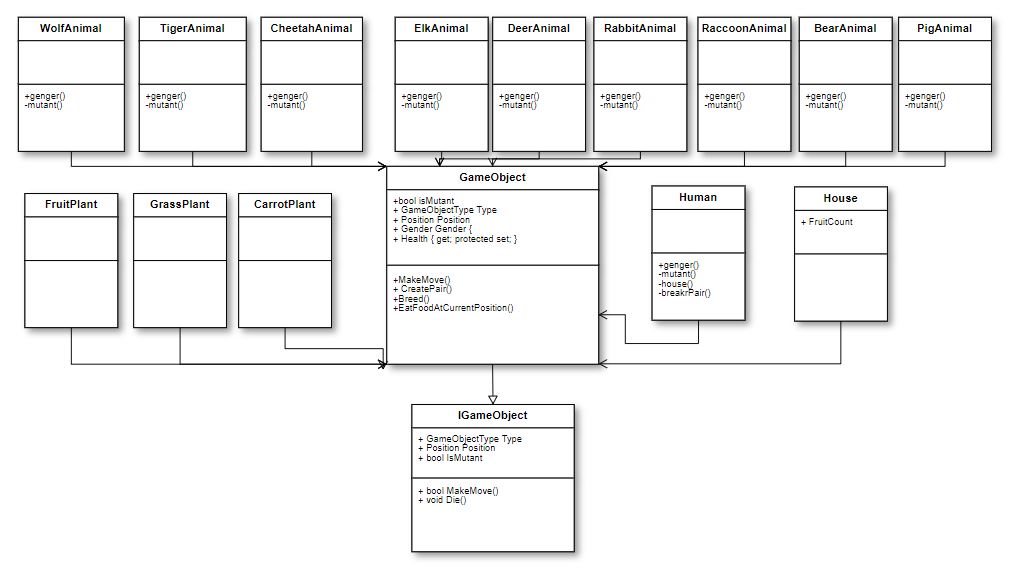 WolfAnimal
+genger()
-mutant()
TigerAnimal
+genger()
-mutant()
CheetahAnimal
+genger()
-mutant()
ElkAnimal
+genger()
-mutant()
DeerAnimal
+genger()
-mutant()
RabbitAnimal
+genger()
-mutant()
RaccoonAnimal
+genger()
-mutant()
BearAnimal
+genger()
-mutant()
PigAnimal
+genger()
-mutant()
FruitPlant
GrassPlant
CarrotPlant
GameObject
+bool isMutant
+ GameObjectType Type
+ Position Position
+ Gender Gender {
+ Health { get; protected set; }
+MakeMove()
+ CreatePair()
+Breed()
+EatFoodAtCurrentPosition()
Human
+genger()
-mutant()
-house()
-breakrPair()
House
+ FruitCount
IGameObject
+ GameObjectType Type
+ Position Position
+ bool IsMutant
+ bool MakeMove()
+ void Die()